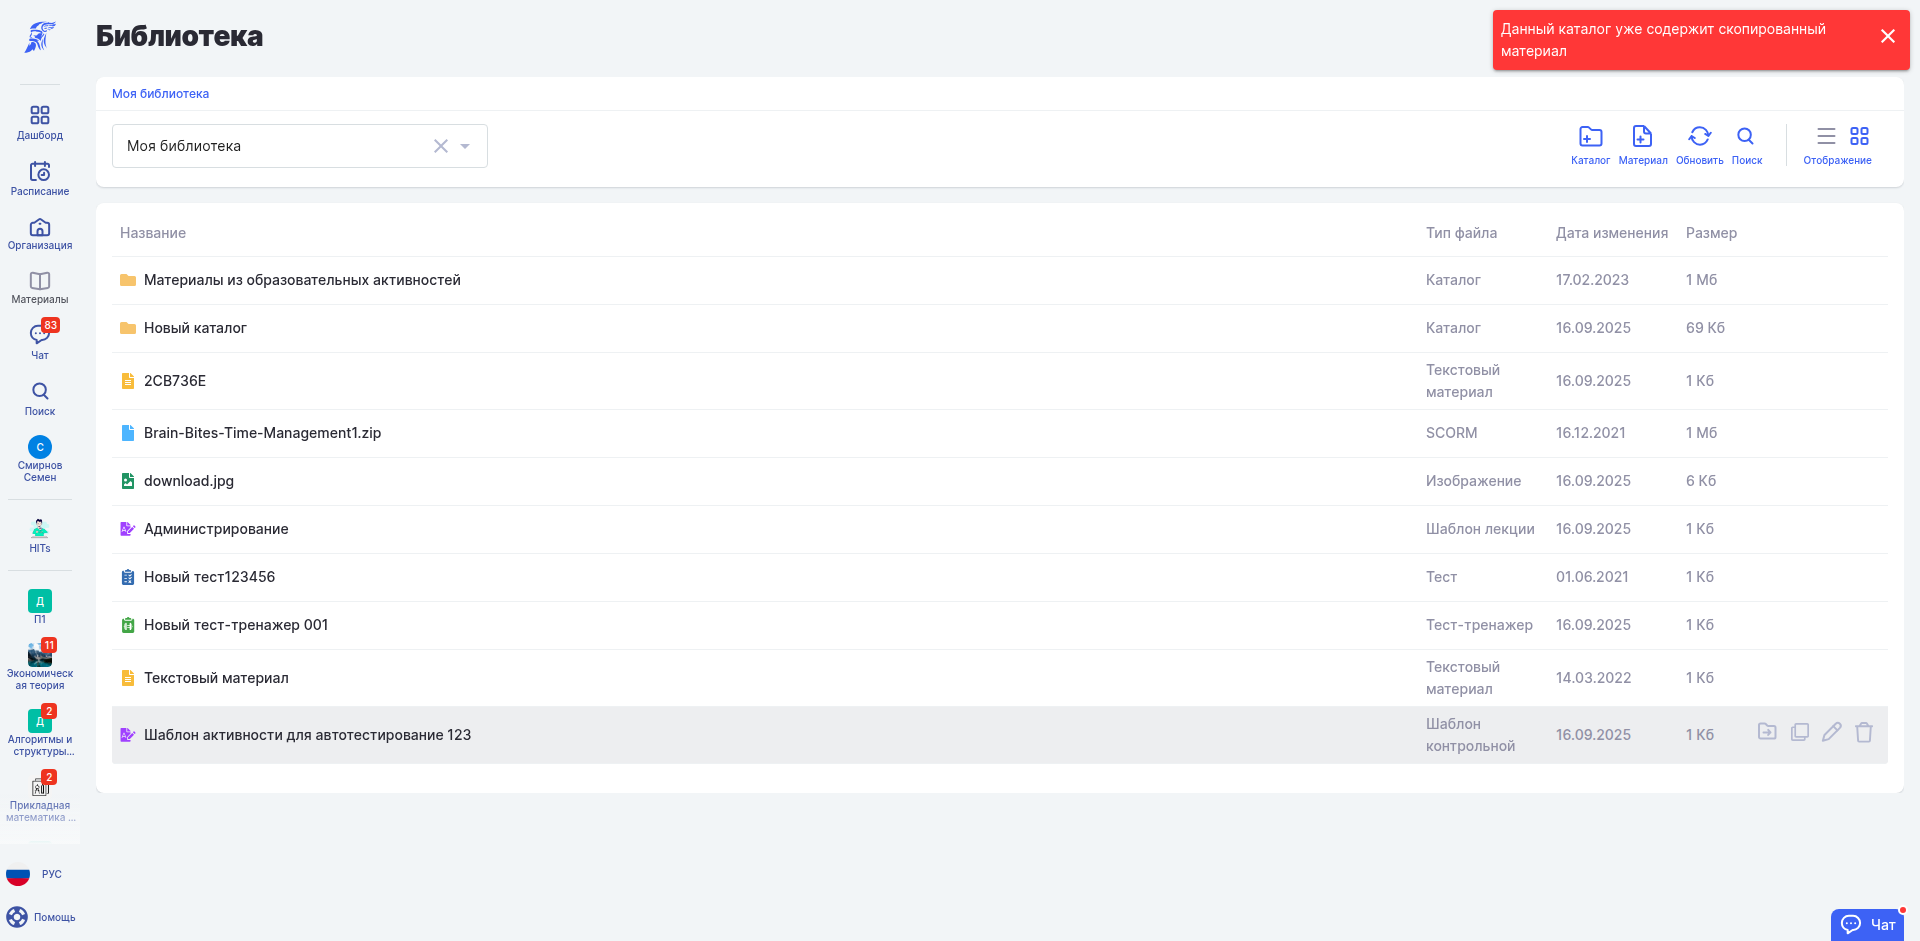 Библиотека
Данный каталог уже содержит скопированный
материал
Моя библиотека
Моя библиотека
Каталог
Материал
Обновить
Поиск
Отображение
Название
Тип файла
Дата изменения
Размер
Материалы из образовательных активностей
Каталог
17.02.2023
1 Мб
Новый каталог
Каталог
16.09.2025
69 Кб
2CB736E
Текстовый
материал
16.09.2025
1 Кб
Brain-Bites-Time-Management1.zip
SCORM
16.12.2021
1 Мб
download.jpg
Изображение
16.09.2025
6 Кб
Администрирование
Шаблон лекции
16.09.2025
1 Кб
Новый тест123456
Тест
01.06.2021
1 Кб
Новый тест-тренажер 001
Тест-тренажер
16.09.2025
1 Кб
Текстовый материал
Текстовый
материал
14.03.2022
1 Кб
Шаблон активности для автотестирование 123
Шаблон
контрольной
16.09.2025
1 Кб
Дашборд
Расписание
Организация
Материалы
83
Чат
Поиск
С
Смирнов
Семен
HITs
Д
П1
11
Экономическ
ая теория
2
Д
Алгоритмы и
структуры...
2
Прикладная
математика ...
РУС
Помощь
Чат